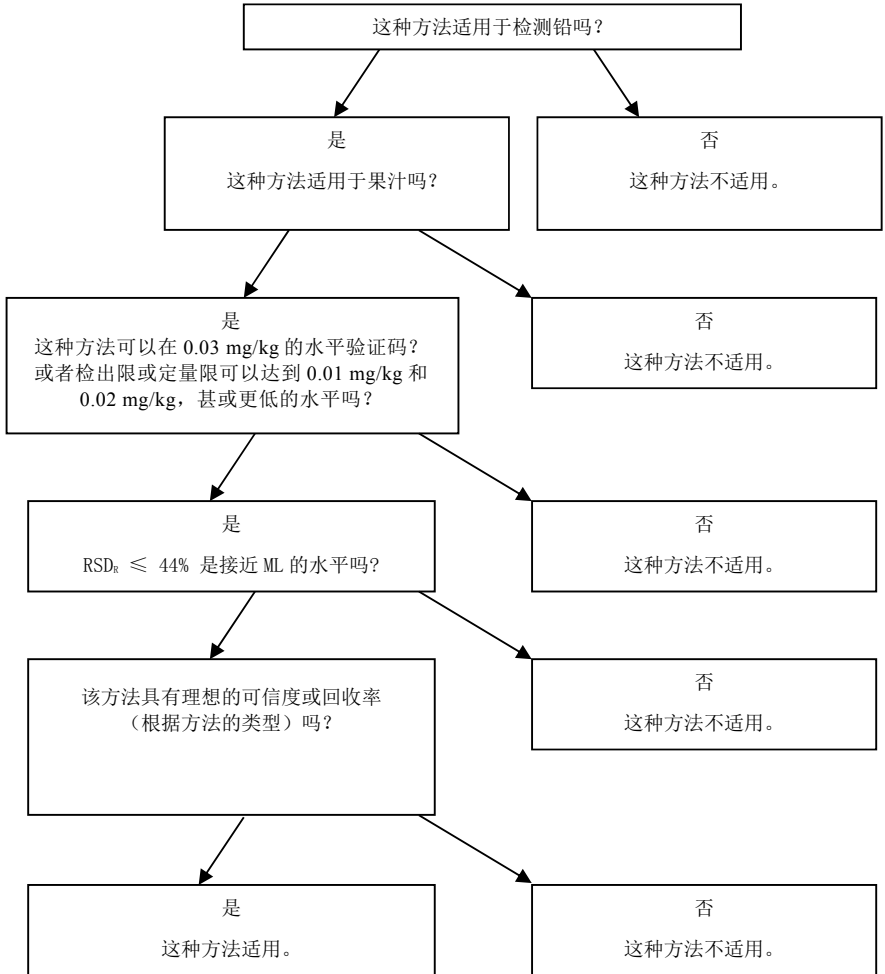 这种方法适用于检测铅吗？
是
这种方法适用于果汁吗？
否
这种方法不适用。
是
这种方法可以在 0.03 mg/kg 的水平验证码？
或者检出限或定量限可以达到 0.01 mg/kg 和
0.02 mg/kg，甚或更低的水平吗？
否
这种方法不适用。
是
RSDR ≤ 44% 是接近 ML 的水平吗?
否
这种方法不适用。
该方法具有理想的可信度或回收率
（根据方法的类型）吗？
否
这种方法不适用。
是
这种方法适用。
否
这种方法不适用。